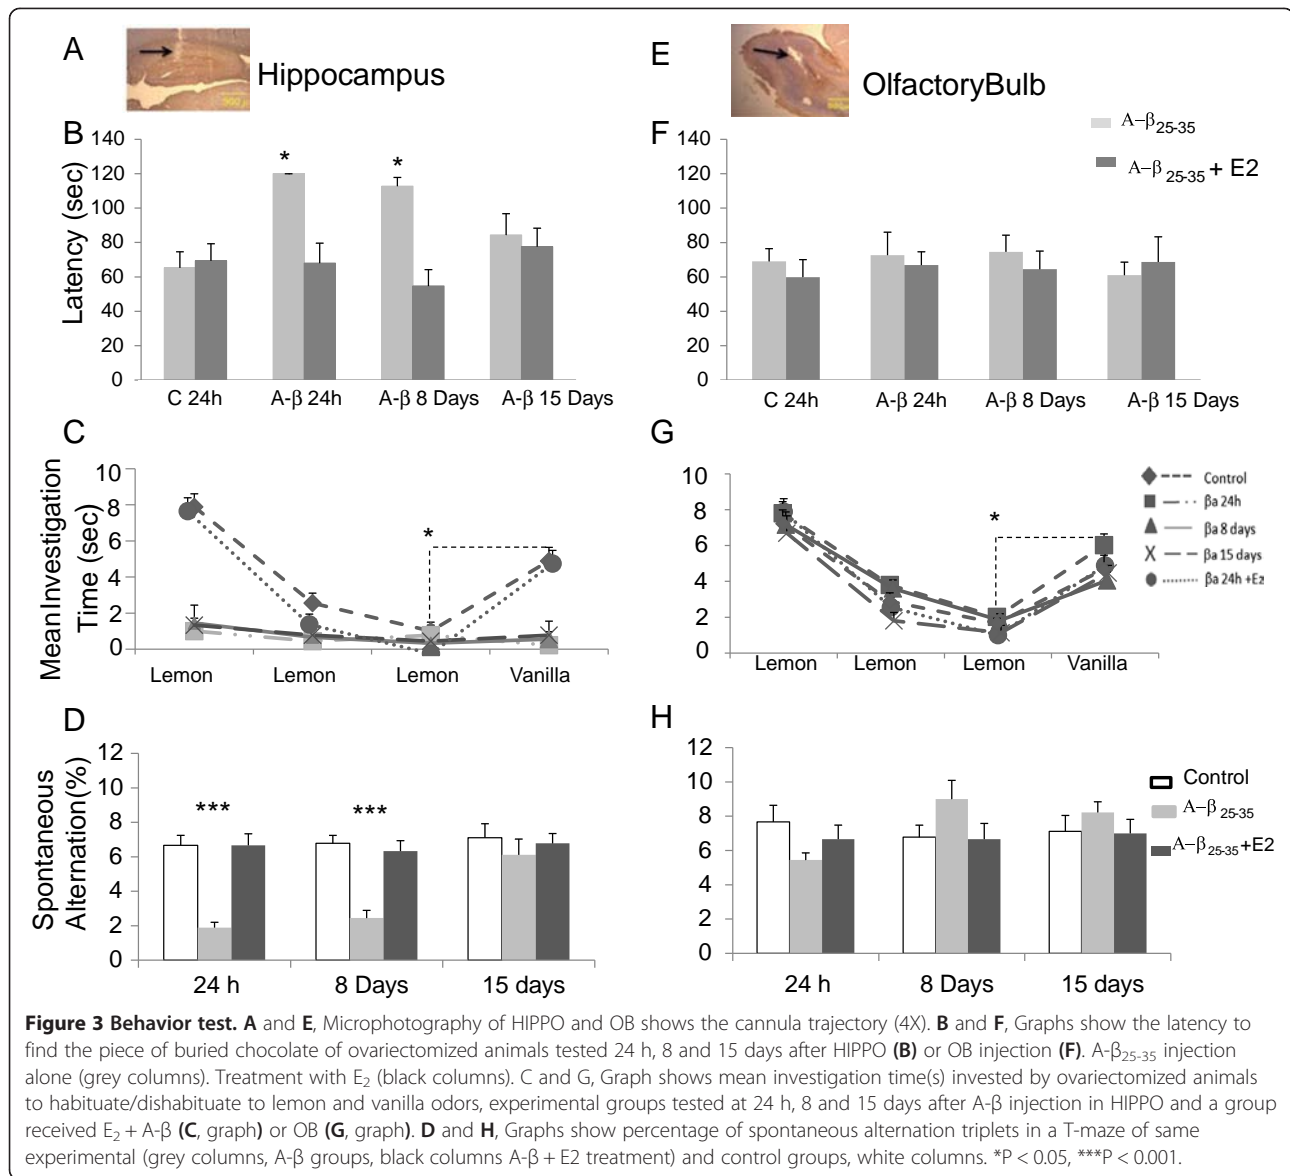 A
Hippocampus
B
Latency (sec)
140
120
100
80
60
40
20
0
*
*
C 24h
A-β 24h
A-β 8 Days
A-β 15 Days
C
Mean Investigation
Time (sec)
10
8
6
4
2
0
*
Lemon
Lemon
Lemon
Vanilla
D
Spontaneous
Alternation(%)
12
10
8
6
4
2
0
***
***
24 h
8 Days
15 days
E
OlfactoryBulb
F
140
120
100
80
60
40
20
0
A-β25-35
A-β 25-35 + E2
C 24h
A-β 24h
A-β 8 Days
A-β 15 Days
G
10
8
6
4
2
0
*
Lemon
Lemon
Lemon
Vanilla
Control
βa 24h
βa 8 days
βa 15 days
βa 24h +E2
H
12
10
8
6
4
2
0
24 h
8 Days
15 days
Control
A-β 25-35
A-β25-35+E2
Figure 3 Behavior test. A and E, Microphotography of HIPPO and OB shows the cannula trajectory (4X). B and F, Graphs show the latency to
find the piece of buried chocolate of ovariectomized animals tested 24 h, 8 and 15 days after HIPPO (B) or OB injection (F). A-β25-35 injection
alone (grey columns). Treatment with E2 (black columns). C and G, Graph shows mean investigation time(s) invested by ovariectomized animals
to habituate/dishabituate to lemon and vanilla odors, experimental groups tested at 24 h, 8 and 15 days after A-β injection in HIPPO and a group
received E2 + A-β (C, graph) or OB (G, graph). D and H, Graphs show percentage of spontaneous alternation triplets in a T-maze of same
experimental (grey columns, A-β groups, black columns A-β + E2 treatment) and control groups, white columns. *P < 0.05, ***P < 0.001.